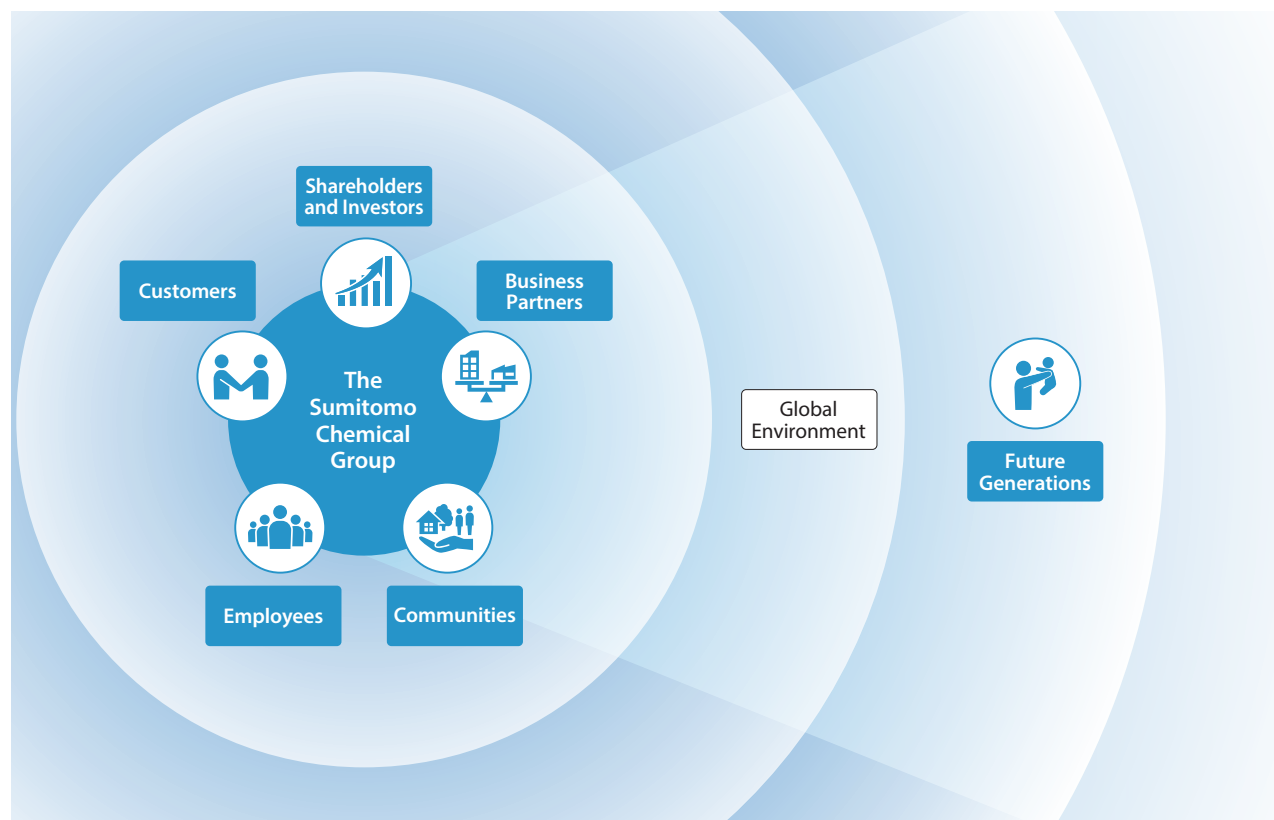 Shareholders
and Investors
Customers
Business
Partners
The
Sumitomo
Chemical
Group
Global
Environment
Future
Generations
Employees
Communities